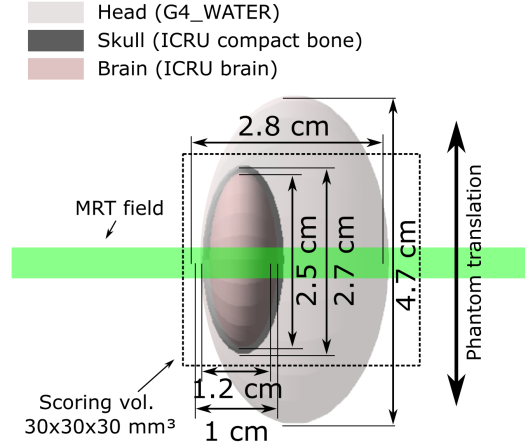 Head (G4_WATER)
Skull (ICRU compact bone)
Brain (ICRU brain)
2.8 cm
MRT field
2.5 cm
2.7 cm
4.7 cm
Phantom translation
1.2 cm
1 cm
Scoring vol.
30x30x30 mm³